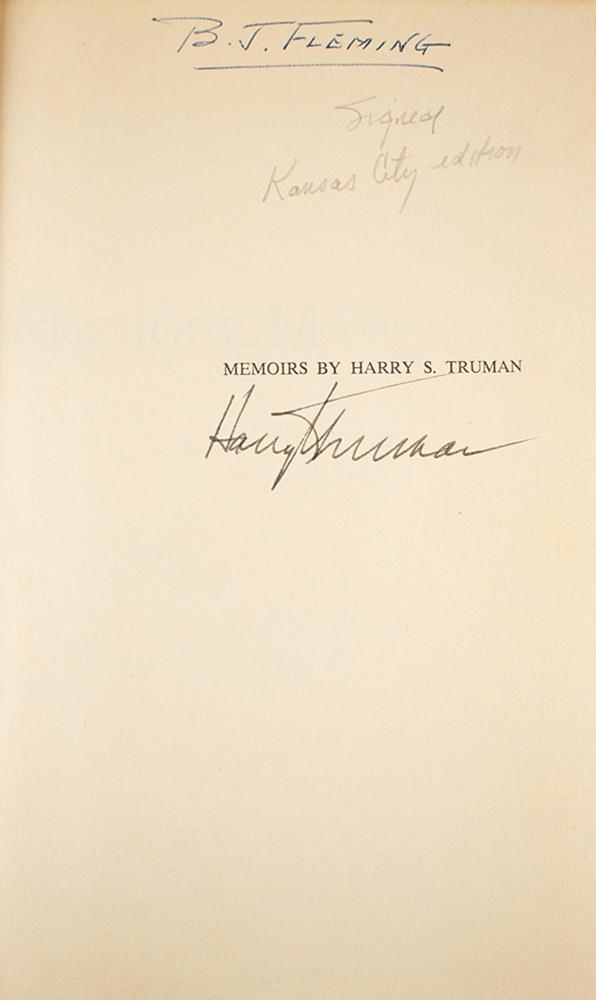 B. J. FLEMING
Signed
Kansas City edition
MEMOIRS BY HARRY S. TRUMAN
Harry S Truman